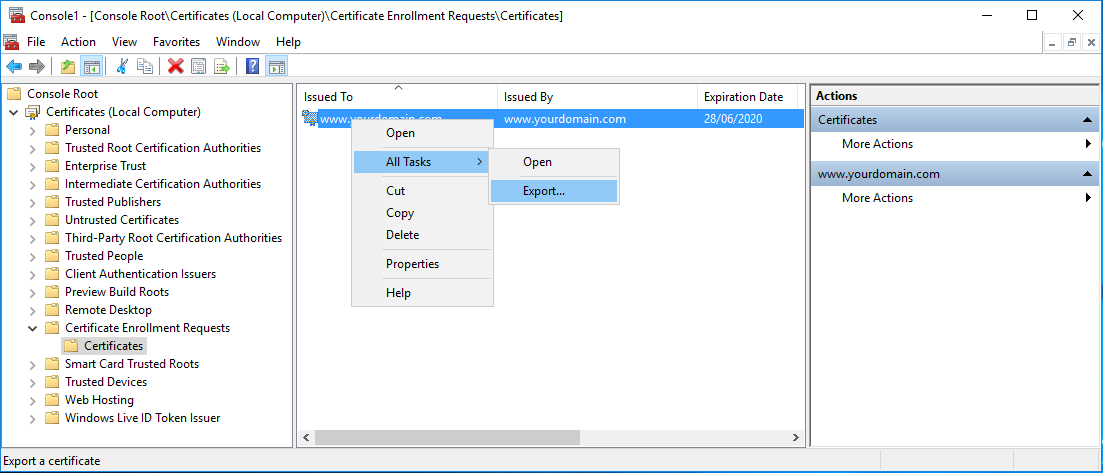 Console1 - [Console Root\Certificates (Local Computer)\Certificate Enrollment Requests\Certificates]
File Action View Favorites Window Help
Console Root
Certificates (Local Computer)
Personal
Trusted Root Certification Authorities
Enterprise Trust
Intermediate Certification Authorities
Trusted Publishers
Untrusted Certificates
Third-Party Root Certification Authorities
Trusted People
Client Authentication Issuers
Preview Build Roots
Remote Desktop
Certificate Enrollment Requests
Certificates
Smart Card Trusted Roots
Trusted Devices
Web Hosting
Windows Live ID Token Issuer
Issued To Issued By Expiration Date
www.yourdomain.com www.yourdomain.com 28/06/2020
Open
All Tasks
Cut
Copy
Delete
Properties
Help
Open
Export...
Actions
Certificates
More Actions
www.yourdomain.com
More Actions
Export a certificate